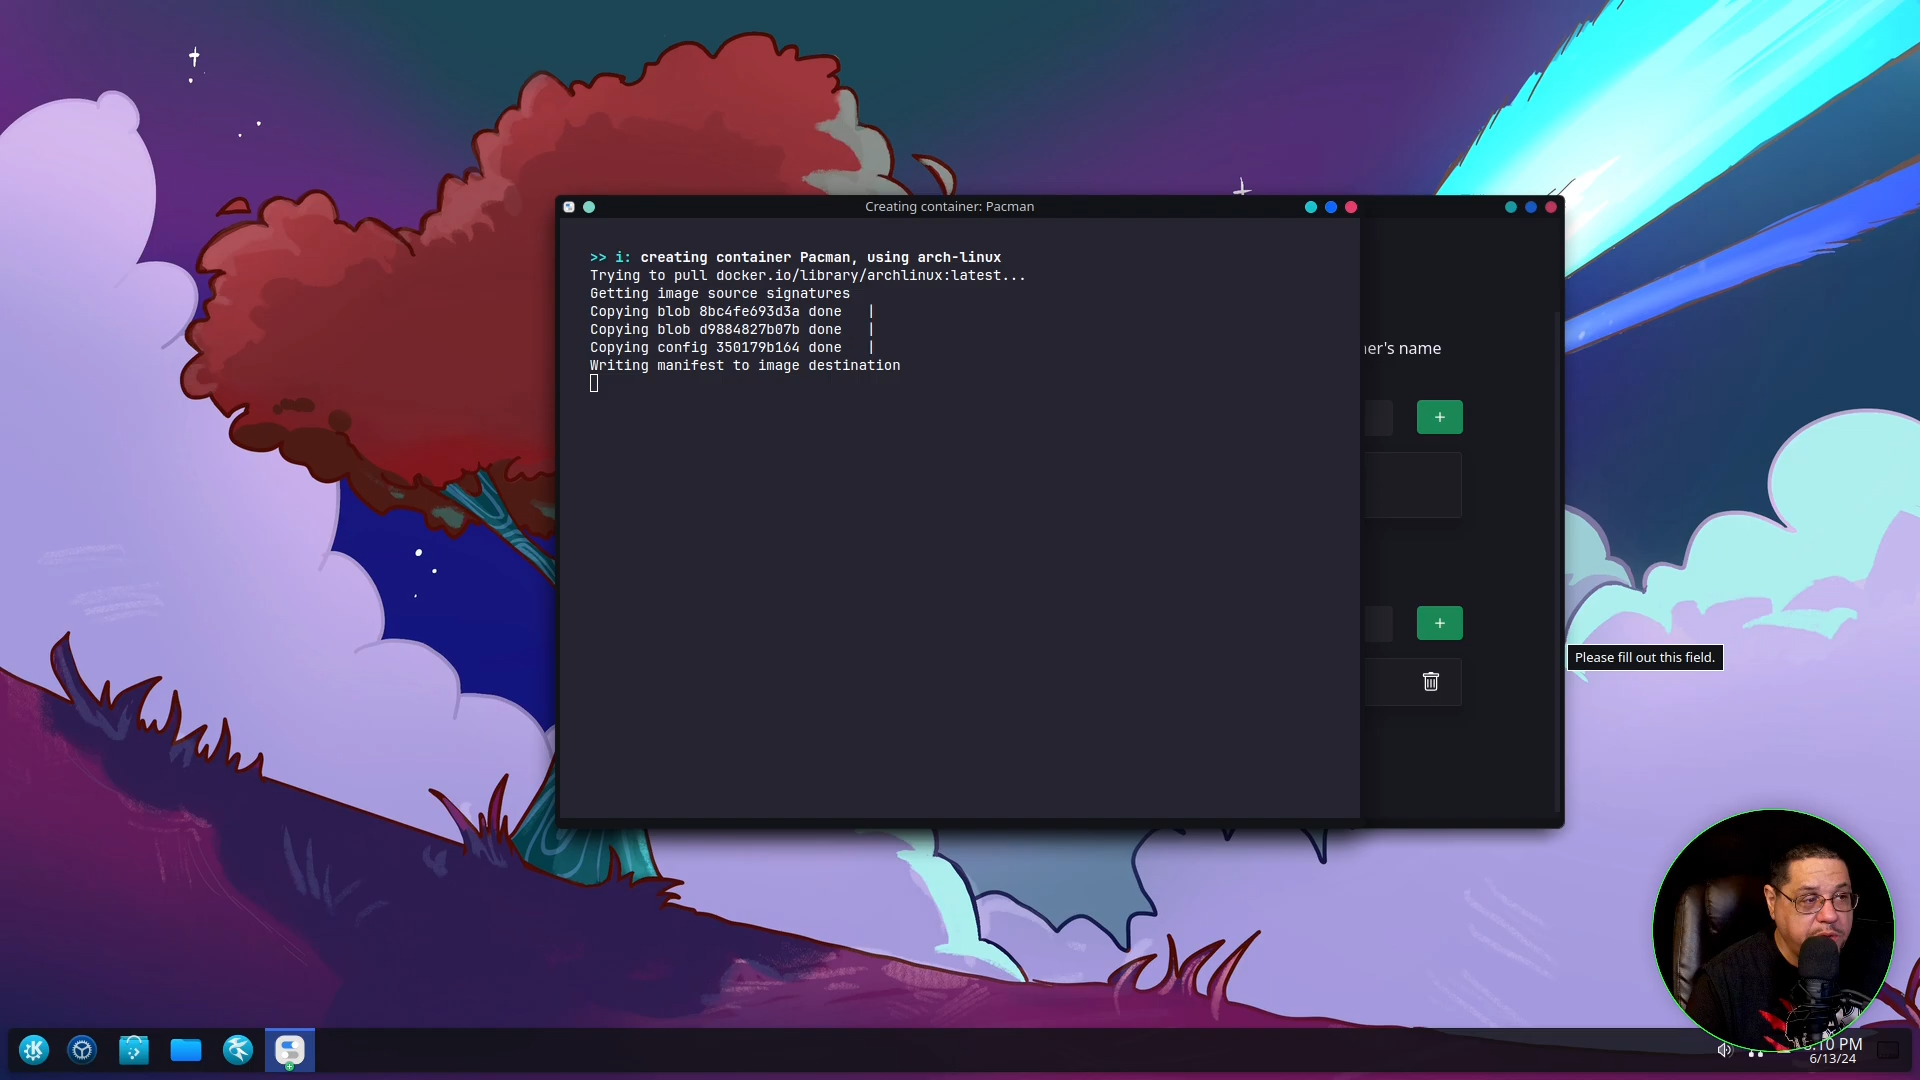 Creating container: Pacman
>> i: creating container Pacman, using arch-linux
Trying to pull docker.io/library/archlinux:latest...
Getting image source signatures
Copying blob 8bc4fe693d3a done |
Copying blob d9884827b07b done |
Copying config 350179b164 done |
Writing manifest to image destination
er's name
+
+
Please fill out this field.
:10 PM
6/13/24